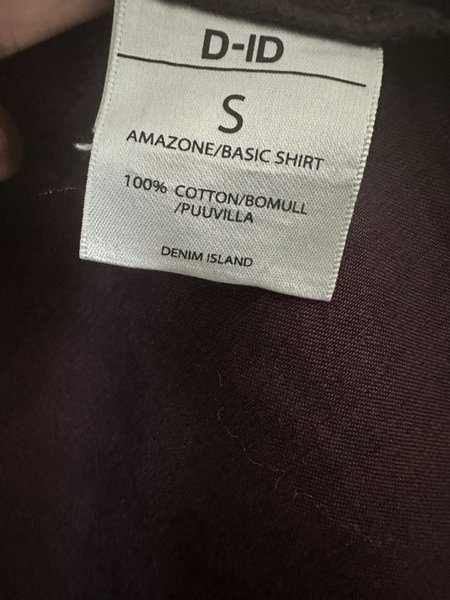 D-ID
S
AMAZONE/BASIC SHIRT
100% COTTON/BOMULL
/PUUVILLA
DENIM ISLAND